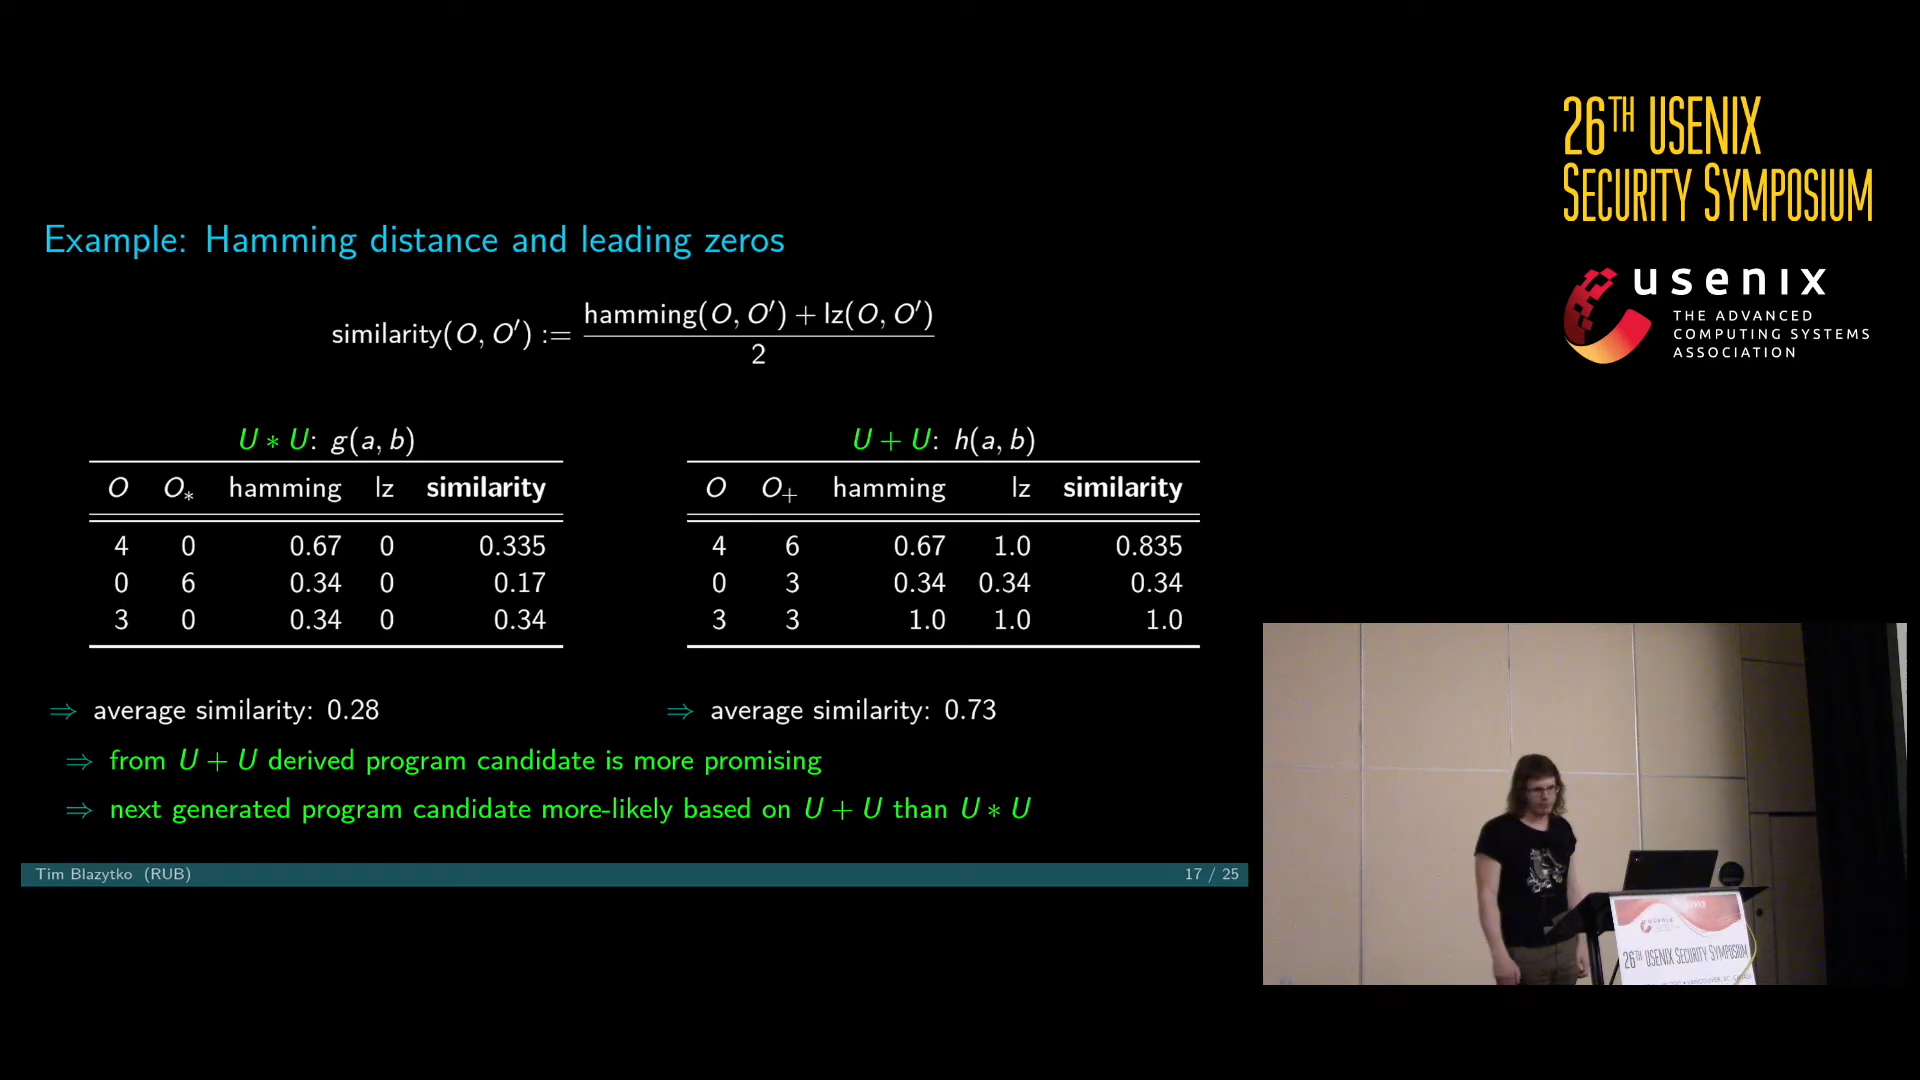 Example: Hamming distance and leading zeros
similarity(O, O′) := (hamming(O, O′) + lz(O, O′)) / 2
U ∗ U: g(a, b)
O O∗ hamming lz similarity
4 0 0.67 0 0.335
0 6 0.34 0 0.17
3 0 0.34 0 0.34
⇒ average similarity: 0.28
U + U: h(a, b)
O O+ hamming lz similarity
4 6 0.67 1.0 0.835
0 3 0.34 0.34 0.34
3 3 1.0 1.0 1.0
⇒ average similarity: 0.73
⇒ from U + U derived program candidate is more promising
⇒ next generated program candidate more-likely based on U + U than U ∗ U
Tim Blazytko (RUB)
17 / 25
26TH USENIX
SECURITY SYMPOSIUM
usenix
THE ADVANCED
COMPUTING SYSTEMS
ASSOCIATION
usenix
26TH USENIX SECURITY SYMPOSIUM